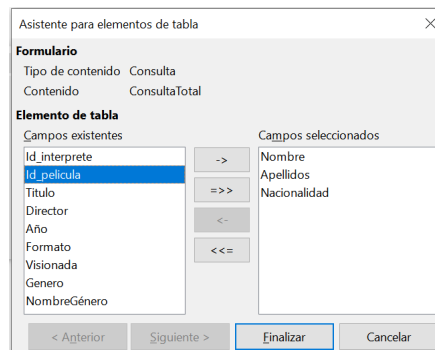 Asistente para elementos de tabla
Formulario
Tipo de contenido Consulta
Contenido ConsultaTotal
Elemento de tabla
Campos existentes
Id_interprete
Id_pelicula
Titulo
Director
Año
Formato
Visionada
Genero
NombreGénero
->
=>>
<-
<<=
Campos seleccionados
Nombre
Apellidos
Nacionalidad
< Anterior
Siguiente >
Finalizar
Cancelar